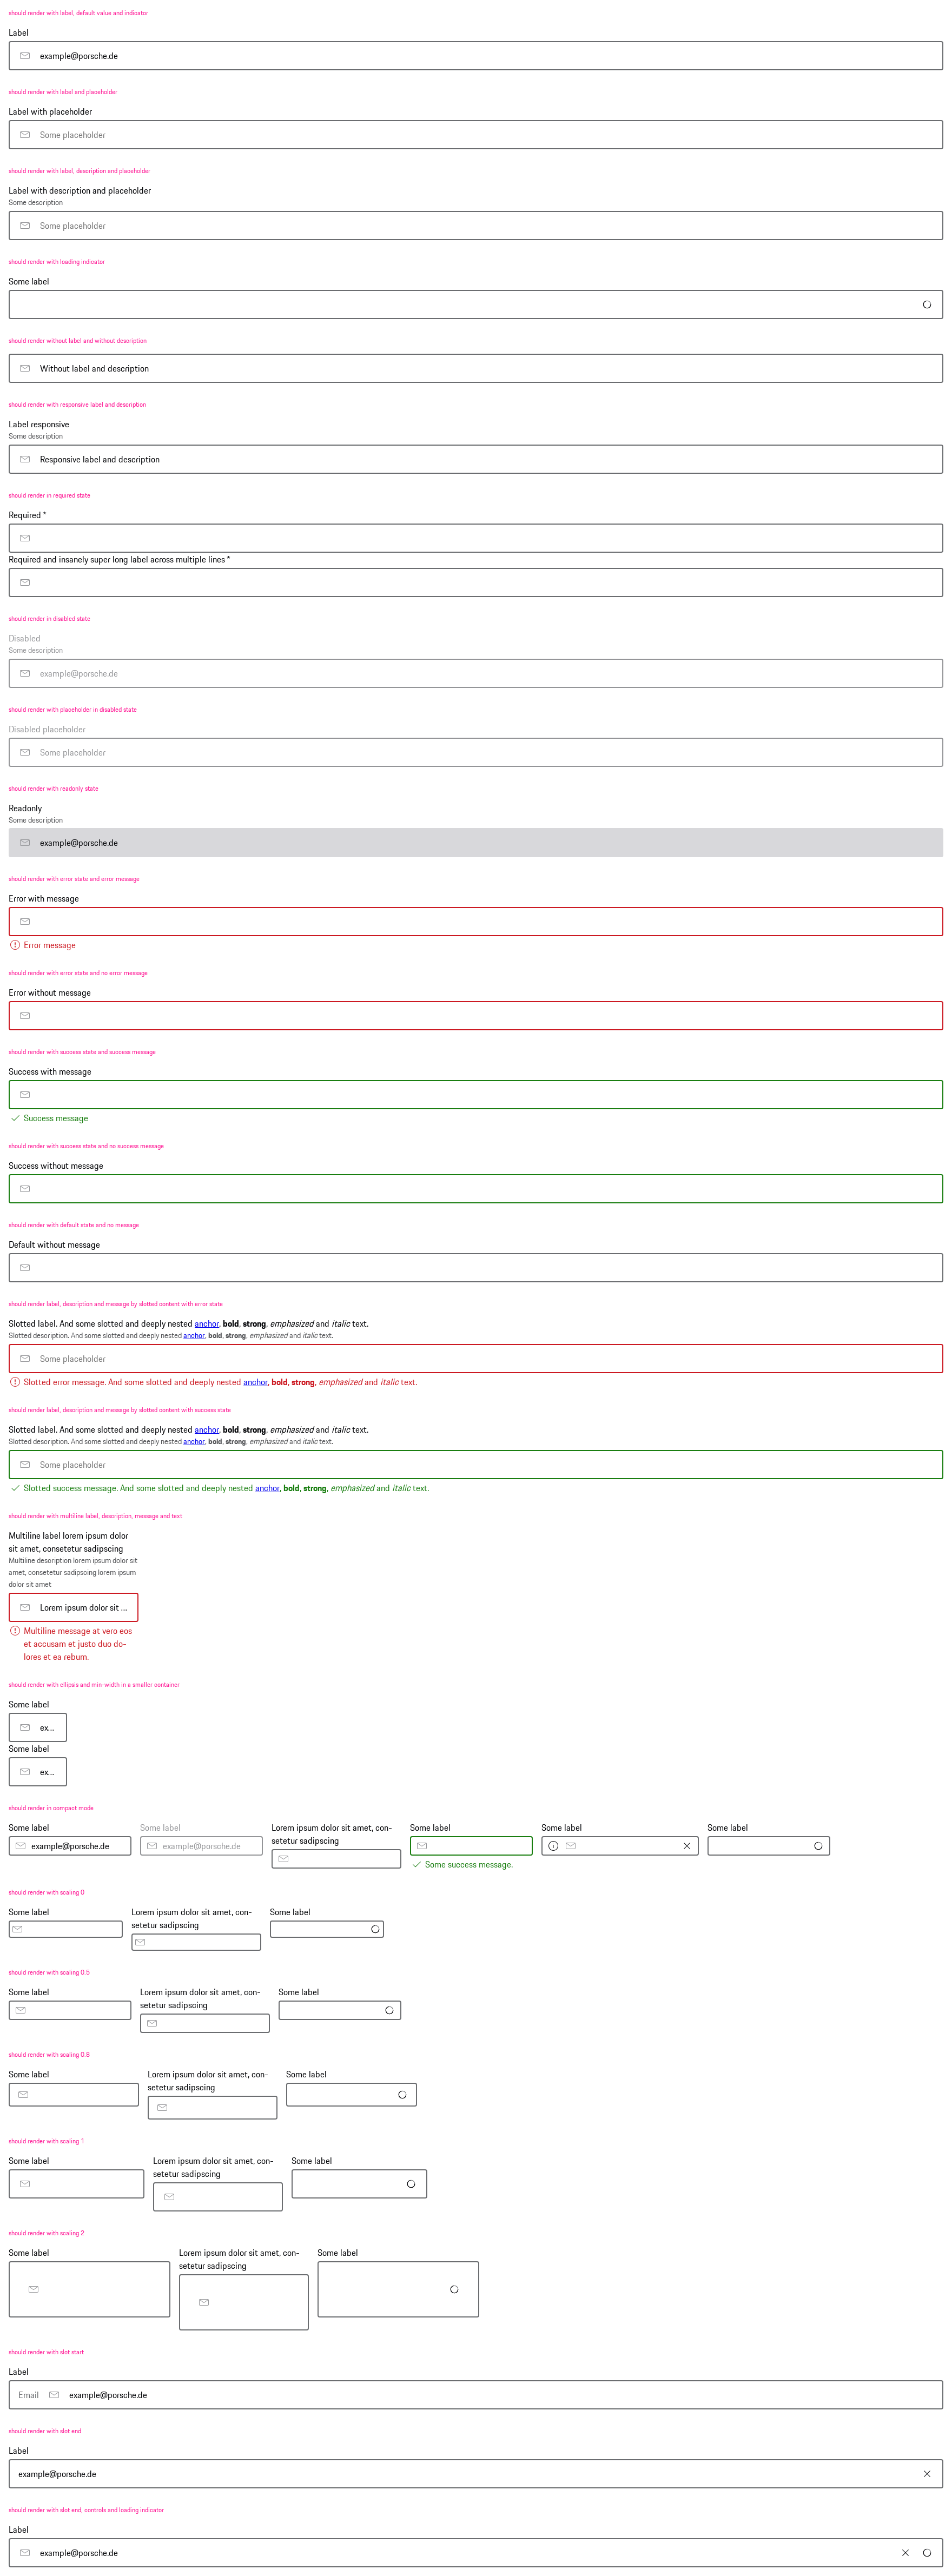 should render with label, default value and indicator
Label
example@porsche.de
should render with label and placeholder
Label with placeholder
Some placeholder
should render with label, description and placeholder
Label with description and placeholder
Some description
Some placeholder
should render with loading indicator
Some label
should render without label and without description
Without label and description
should render with responsive label and description
Label responsive
Some description
Responsive label and description
should render in required state
Required *
Required and insanely super long label across multiple lines *
should render in disabled state
Disabled
Some description
example@porsche.de
should render with placeholder in disabled state
Disabled placeholder
Some placeholder
should render with readonly state
Readonly
Some description
example@porsche.de
should render with error state and error message
Error with message
Error message
should render with error state and no error message
Error without message
should render with success state and success message
Success with message
Success message
should render with success state and no success message
Success without message
should render with default state and no message
Default without message
should render label, description and message by slotted content with error state
Slotted label. And some slotted and deeply nested anchor, bold, strong, emphasized and italic text.
Slotted description. And some slotted and deeply nested anchor, bold, strong, emphasized and italic text.
Some placeholder
Slotted error message. And some slotted and deeply nested anchor, bold, strong, emphasized and italic text.
should render label, description and message by slotted content with success state
Slotted label. And some slotted and deeply nested anchor, bold, strong, emphasized and italic text.
Slotted description. And some slotted and deeply nested anchor, bold, strong, emphasized and italic text.
Some placeholder
Slotted success message. And some slotted and deeply nested anchor, bold, strong, emphasized and italic text.
should render with multiline label, description, message and text
Multiline label lorem ipsum dolor
sit amet, consetetur sadipscing
Multiline description lorem ipsum dolor sit
amet, consetetur sadipscing lorem ipsum
dolor sit amet
Lorem ipsum dolor sit ...
Multiline message at vero eos
et accusam et justo duo do-
lores et ea rebum.
should render with ellipsis and min-width in a smaller container
Some label
ex...
Some label
ex...
should render in compact mode
Some label
example@porsche.de
Some label
example@porsche.de
Lorem ipsum dolor sit amet, con-
setetur sadipscing
Some label
Some success message.
Some label
Some label
should render with scaling 0
Some label
Lorem ipsum dolor sit amet, con-
setetur sadipscing
Some label
should render with scaling 0.5
Some label
Lorem ipsum dolor sit amet, con-
setetur sadipscing
Some label
should render with scaling 0.8
Some label
Lorem ipsum dolor sit amet, con-
setetur sadipscing
Some label
should render with scaling 1
Some label
Lorem ipsum dolor sit amet, con-
setetur sadipscing
Some label
should render with scaling 2
Some label
Lorem ipsum dolor sit amet, con-
setetur sadipscing
Some label
should render with slot start
Label
Email example@porsche.de
should render with slot end
Label
example@porsche.de
should render with slot end, controls and loading indicator
Label
example@porsche.de